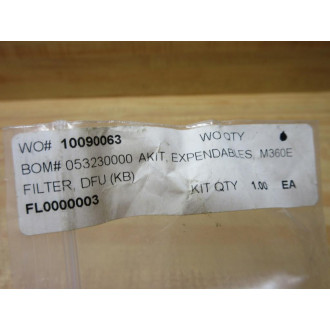 WO# 10090063 WO QTY
BOM# 053230000 AKIT, EXPENDABLES, M360E
FILTER, DFU (KB) KIT QTY 1.00 EA
FL0000003